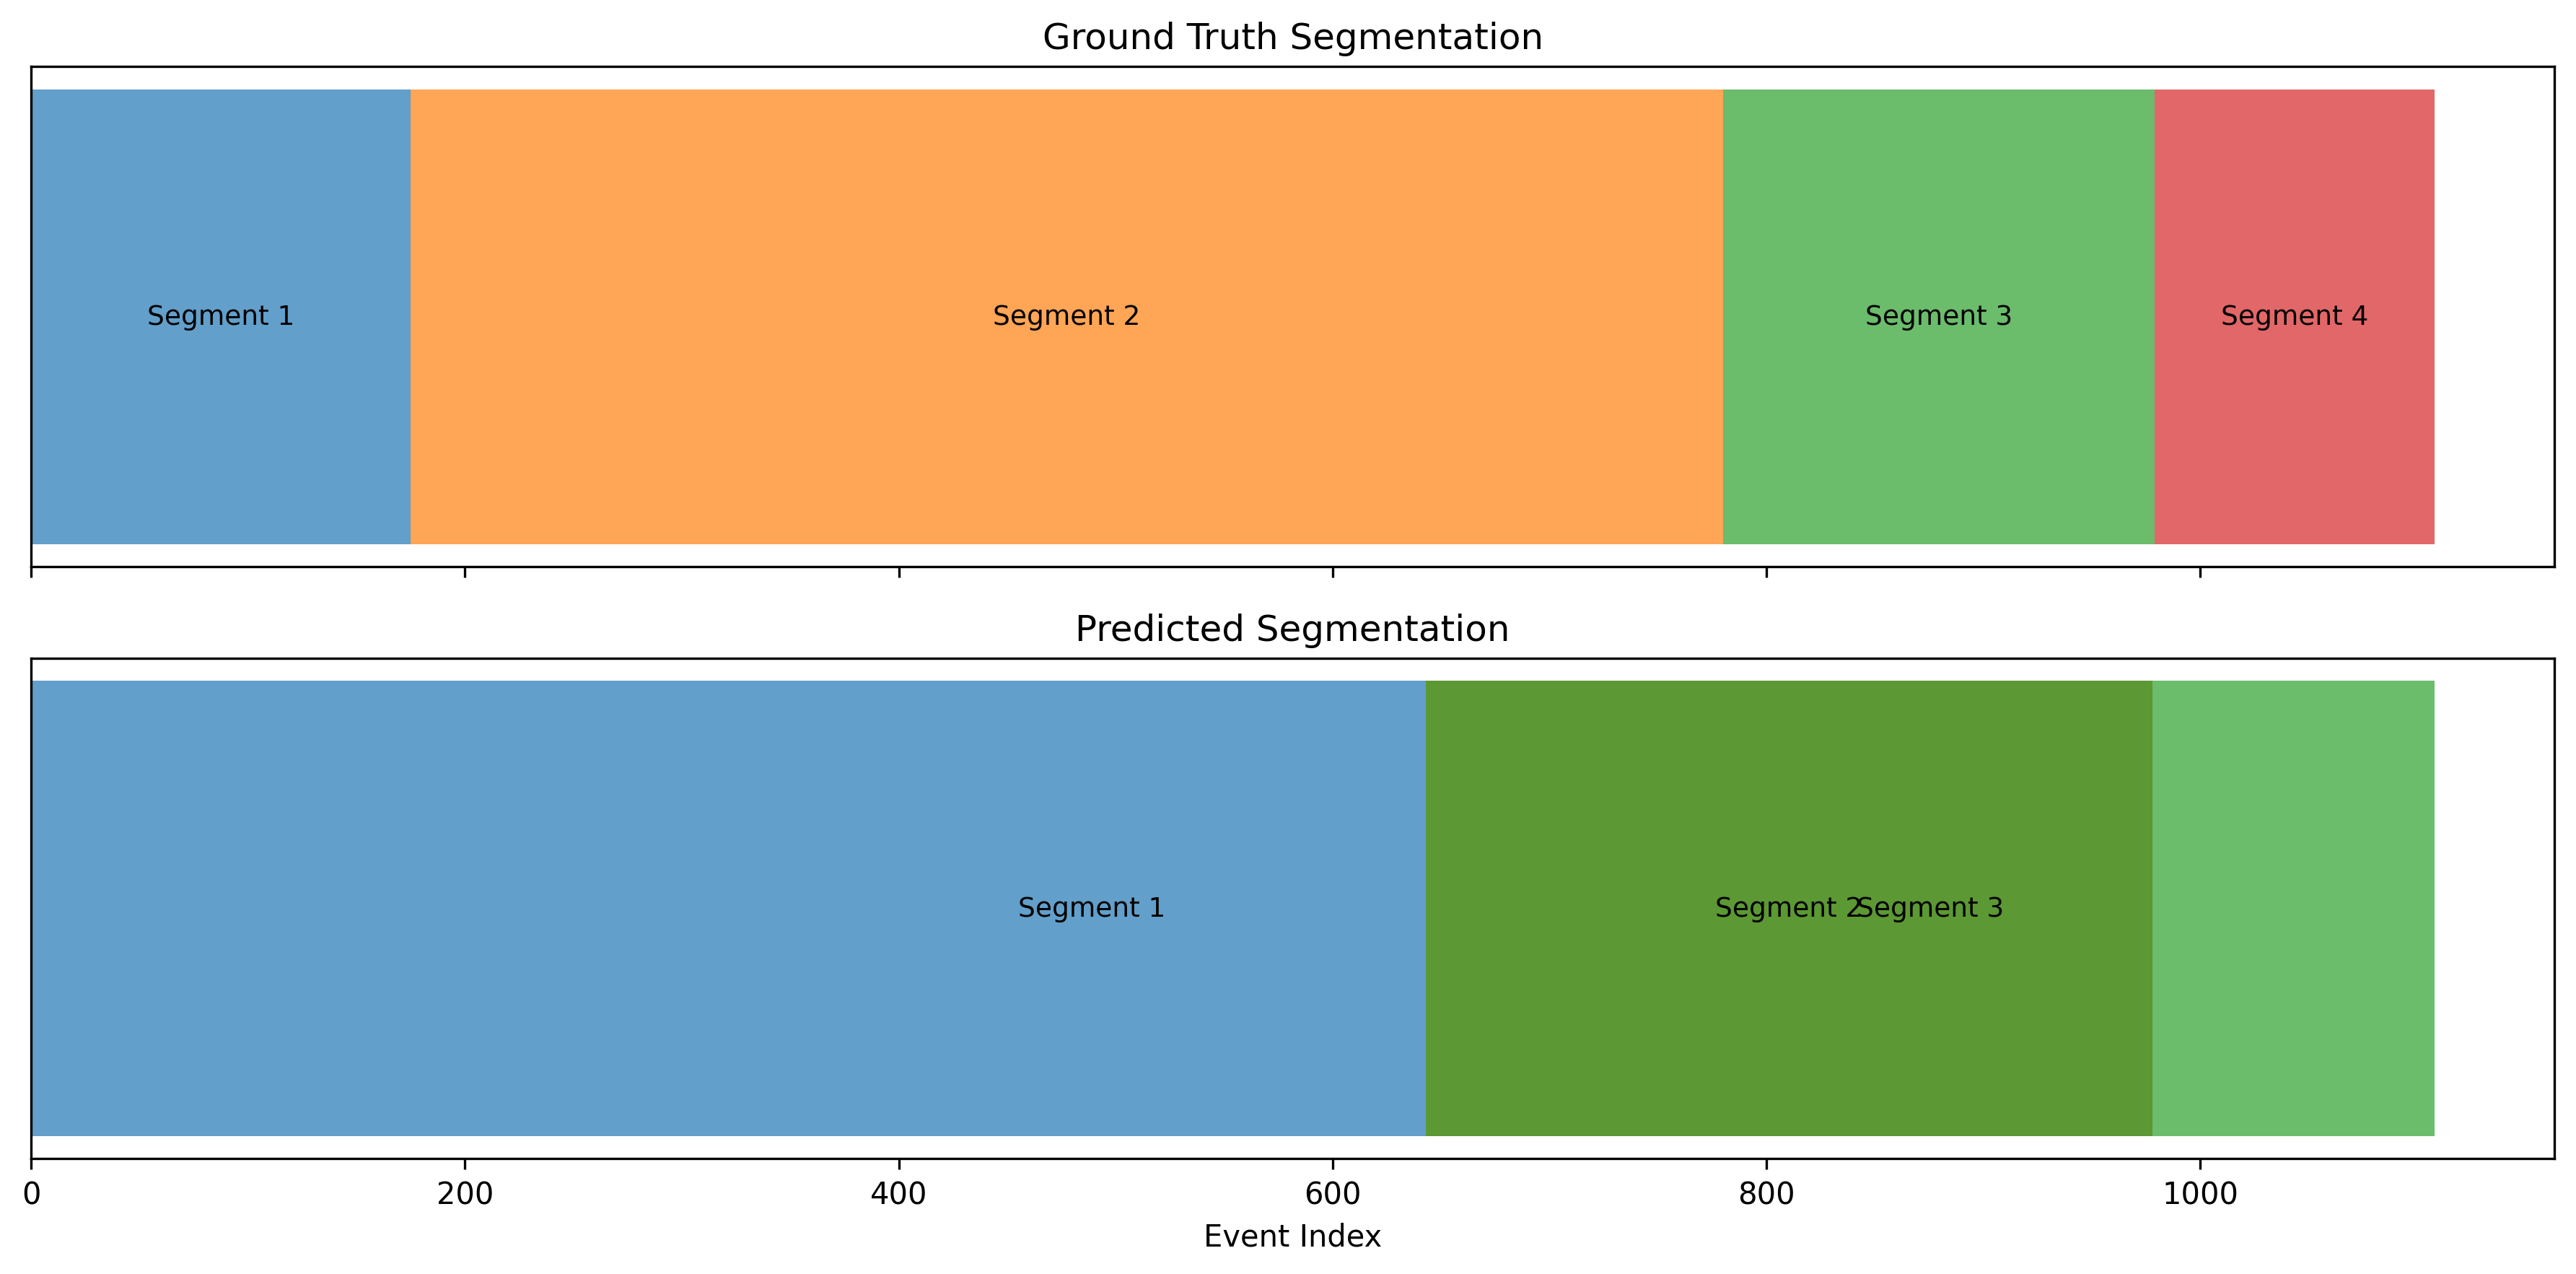 Ground Truth Segmentation
Segment 1 Segment 2 Segment 3 Segment 4
Predicted Segmentation
Segment 1 Segment 2 Segment 3
0 200 400 600 800 1000
Event Index